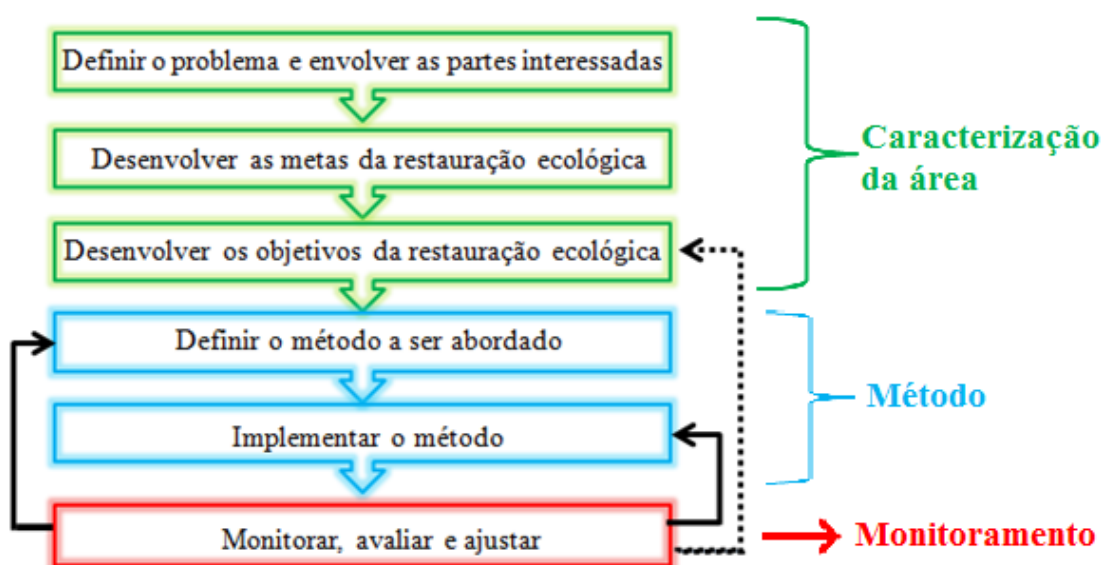 Definir o problema e envolver as partes interessadas
Desenvolver as metas da restauração ecológica
Desenvolver os objetivos da restauração ecológica
Definir o método a ser abordado
Implementar o método
Monitorar, avaliar e ajustar
Caracterização
da área
Método
Monitoramento